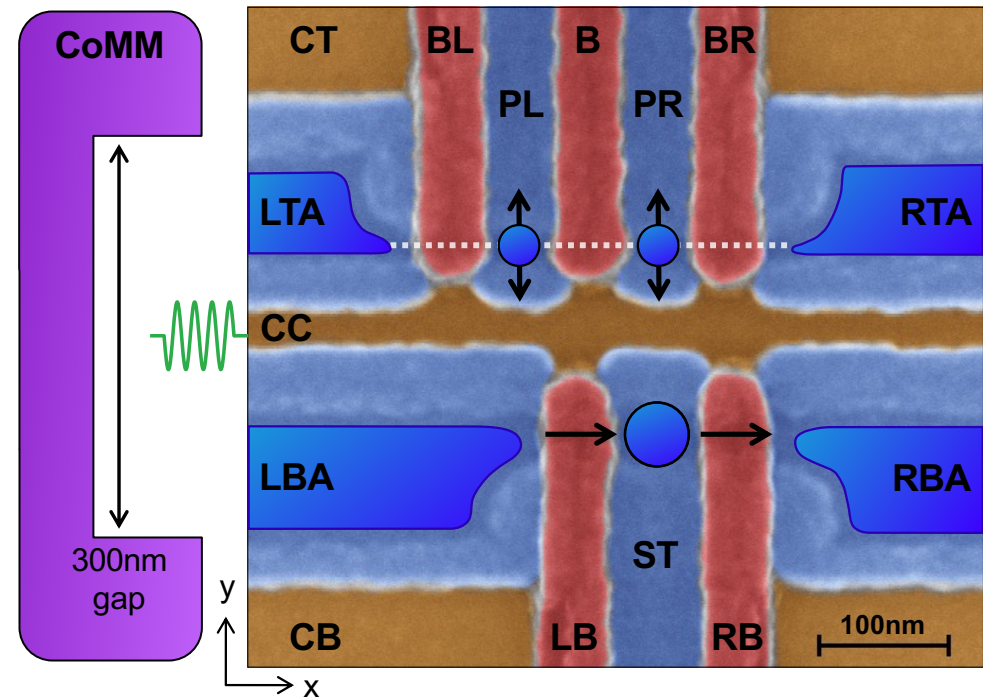 CoMM
CT
BL
B
BR
PL
PR
LTA
RTA
CC
LBA
RBA
300nm
gap
ST
y
CB
LB
RB
100nm
x